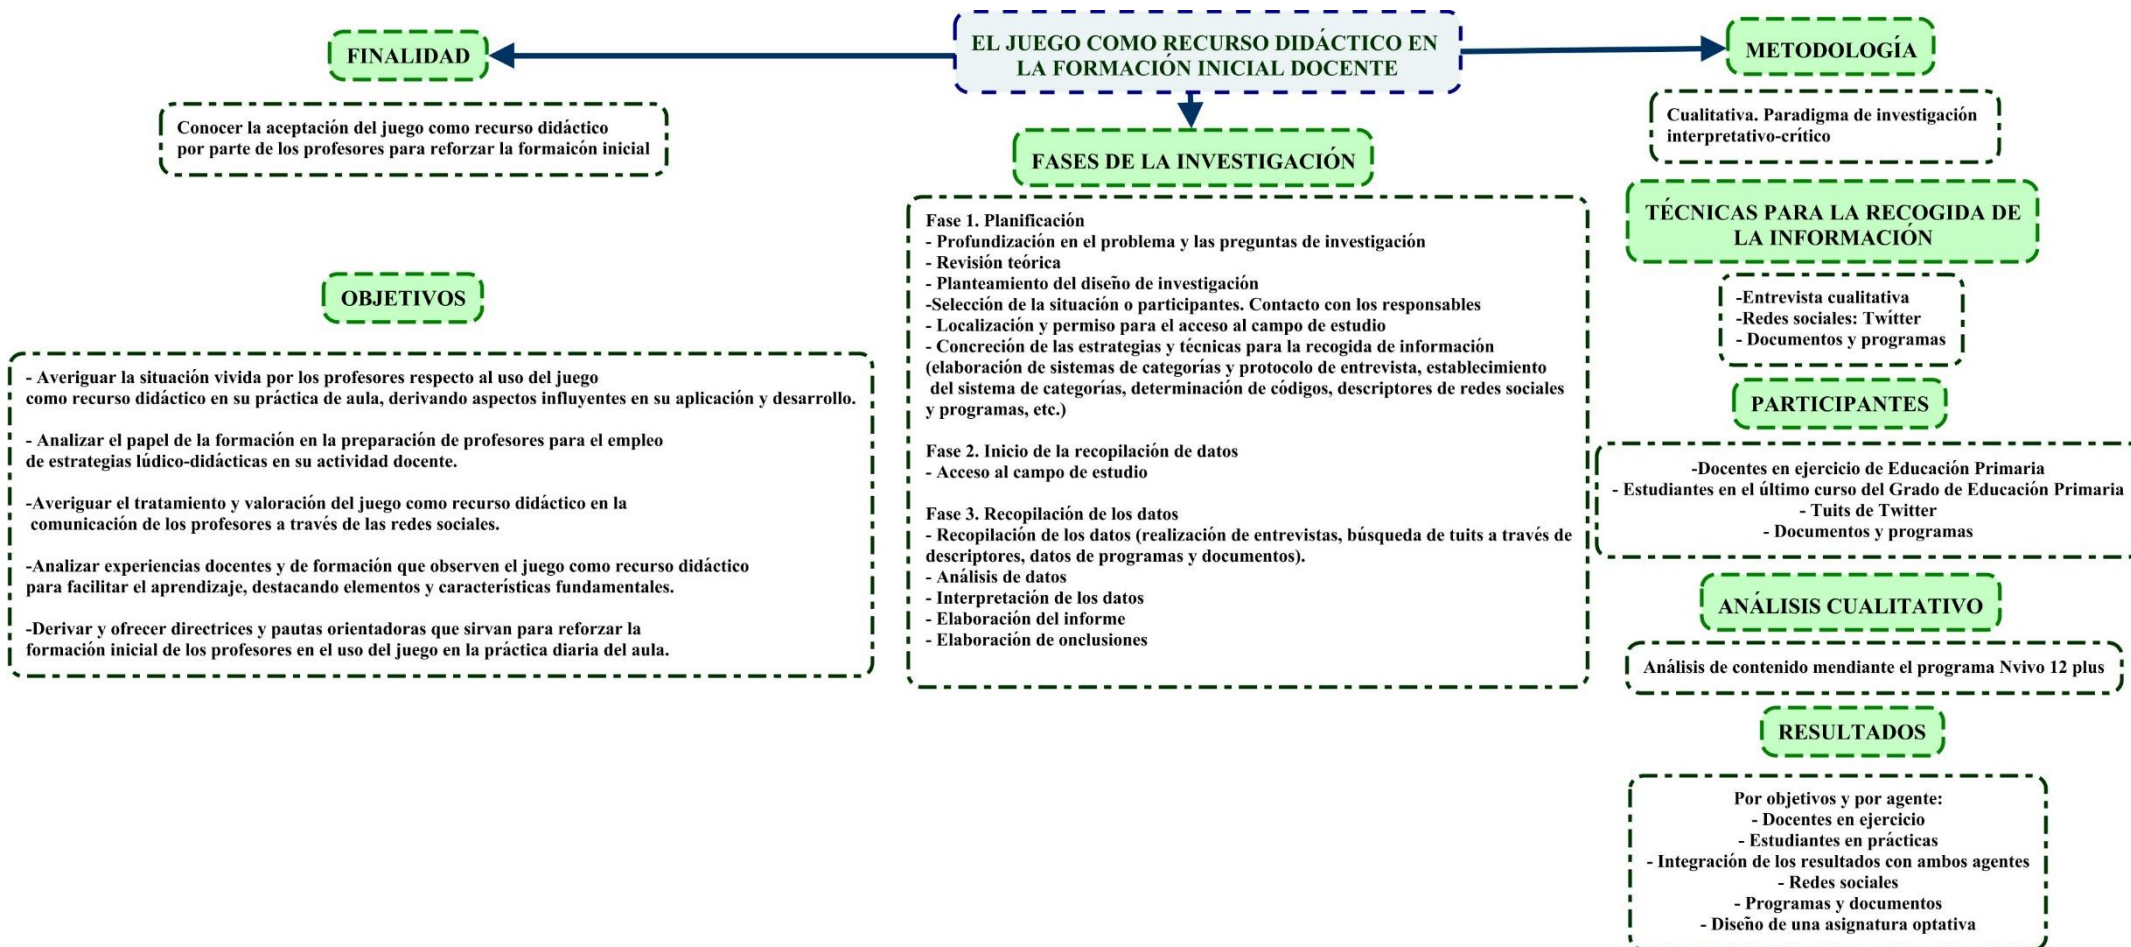 EL JUEGO COMO RECURSO DIDÁCTICO EN
LA FORMACIÓN INICIAL DOCENTE
FINALIDAD
Conocer la aceptación del juego como recurso didáctico
por parte de los profesores para reforzar la formaicón inicial
OBJETIVOS
- Averiguar la situación vivida por los profesores respecto al uso del juego
como recurso didáctico en su práctica de aula, derivando aspectos influyentes en su aplicación y desarrollo.
- Analizar el papel de la formación en la preparación de profesores para el empleo
de estrategias lúdico-didácticas en su actividad docente.
-Averiguar el tratamiento y valoración del juego como recurso didáctico en la
comunicación de los profesores a través de las redes sociales.
-Analizar experiencias docentes y de formación que observen el juego como recurso didáctico
para facilitar el aprendizaje, destacando elementos y características fundamentales.
-Derivar y ofrecer directrices y pautas orientadoras que sirvan para reforzar la
formación inicial de los profesores en el uso del juego en la práctica diaria del aula.
FASES DE LA INVESTIGACIÓN
Fase 1. Planificación
- Profundización en el problema y las preguntas de investigación
- Revisión teórica
- Planteamiento del diseño de investigación
-Selección de la situación o participantes. Contacto con los responsables
- Localización y permiso para el acceso al campo de estudio
- Concreción de las estrategias y técnicas para la recogida de información
(elaboración de sistemas de categorías y protocolo de entrevista, establecimiento
del sistema de categorías, determinación de códigos, descriptores de redes sociales
y programas, etc.)
Fase 2. Inicio de la recopilación de datos
- Acceso al campo de estudio
Fase 3. Recopilación de los datos
- Recopilación de los datos (realización de entrevistas, búsqueda de tuits a través de
descriptores, datos de programas y documentos).
- Análisis de datos
- Interpretación de los datos
- Elaboración del informe
- Elaboración de onclusiones
METODOLOGÍA
Cualitativa. Paradigma de investigación
interpretativo-crítico
TÉCNICAS PARA LA RECOGIDA DE
LA INFORMACIÓN
-Entrevista cualitativa
-Redes sociales: Twítter
- Documentos y programas
PARTICIPANTES
-Docentes en ejercicio de Educación Primaria
- Estudiantes en el último curso del Grado de Educación Primaria
- Tuits de Twitter
- Documentos y programas
ANÁLISIS CUALITATIVO
Análisis de contenido mendiante el programa Nvivo 12 plus
RESULTADOS
Por objetivos y por agente:
- Docentes en ejercicio
- Estudiantes en prácticas
- Integración de los resultados con ambos agentes
- Redes sociales
- Programas y documentos
- Diseño de una asignatura optativa